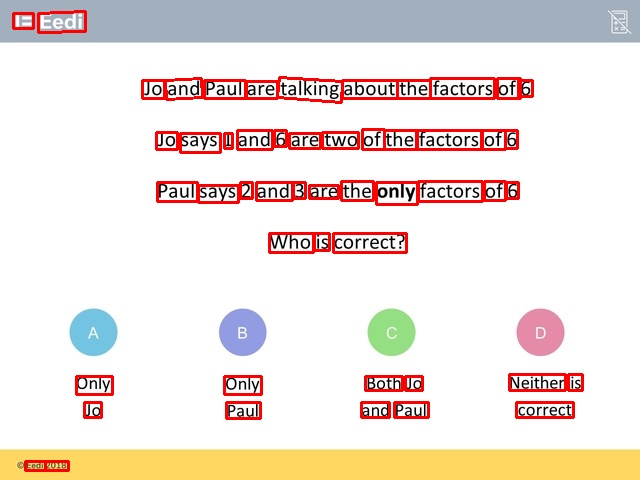 Eedi
Jo and Paul are talking about the factors of 6
Jo says 1 and 6 are two of the factors of 6
Paul says 2 and 3 are the only factors of 6
Who is correct?
A B C D
Only Only Both Jo Neither is
Jo Paul and Paul correct
© Eedi 2018